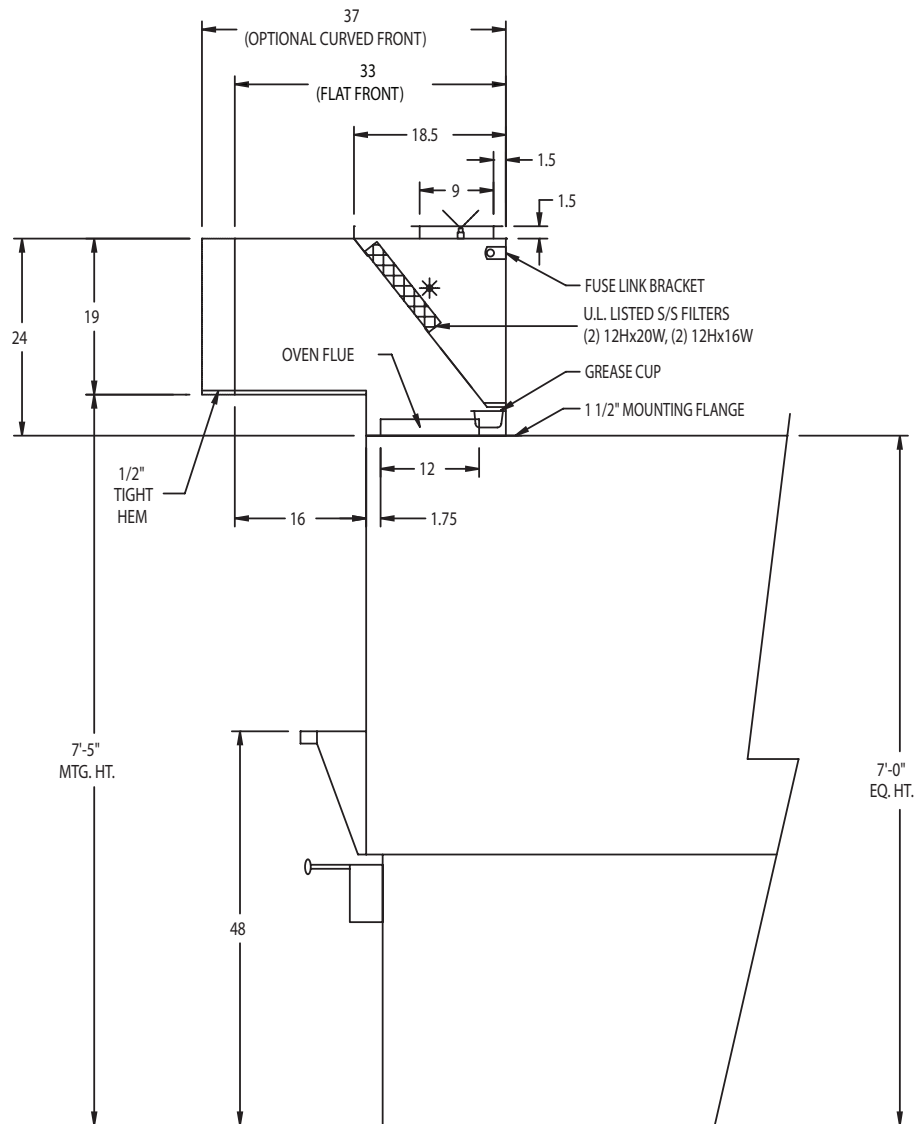 37
(OPTIONAL CURVED FRONT)
33
(FLAT FRONT)
18.5
1.5
9
1.5
FUSE LINK BRACKET
U.L. LISTED S/S FILTERS
(2) 12Hx20W, (2) 12Hx16W
19
24
OVEN FLUE
GREASE CUP
1 1/2" MOUNTING FLANGE
12
1/2"
TIGHT
HEM
16
1.75
7'-5"
MTG. HT.
7'-0"
EQ. HT.
48